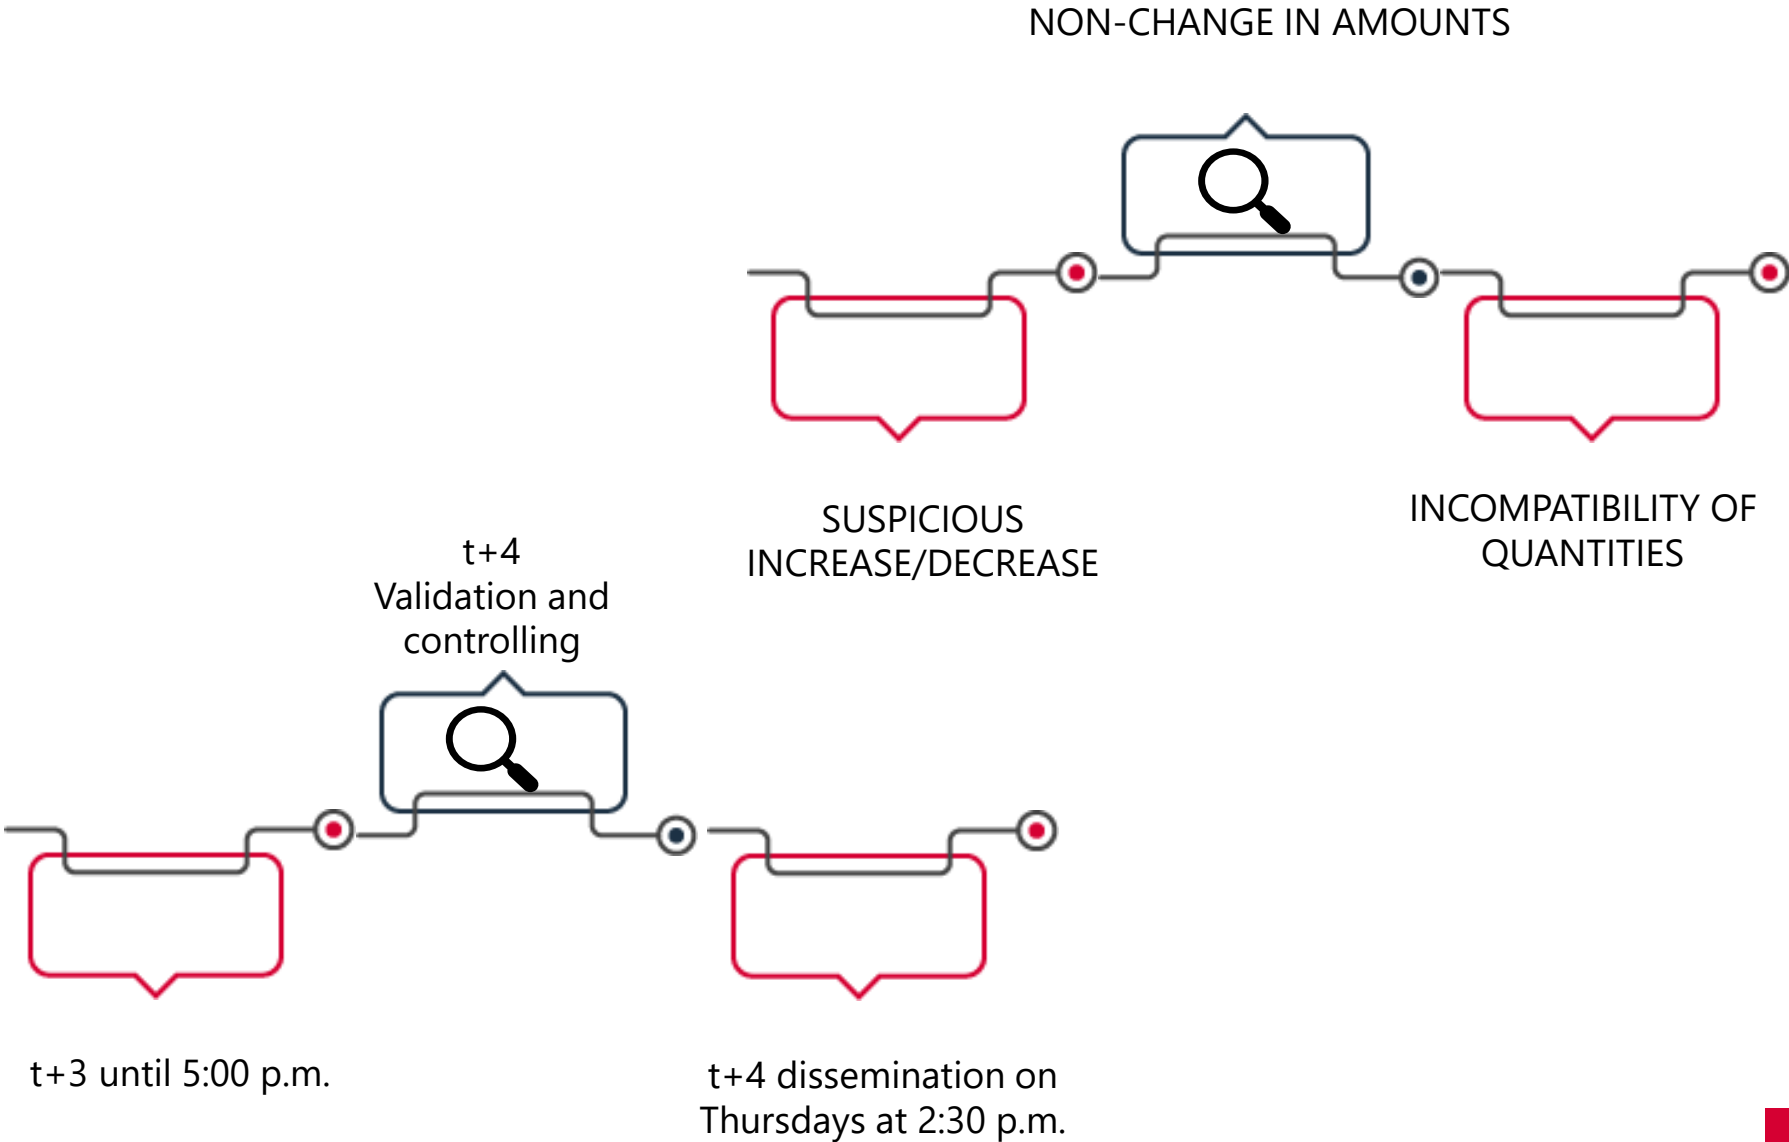 NON-CHANGE IN AMOUNTS
SUSPICIOUS
INCREASE/DECREASE
INCOMPATIBILITY OF
QUANTITIES
t+4
Validation and
controlling
t+3 until 5:00 p.m.
t+4 dissemination on
Thursdays at 2:30 p.m.